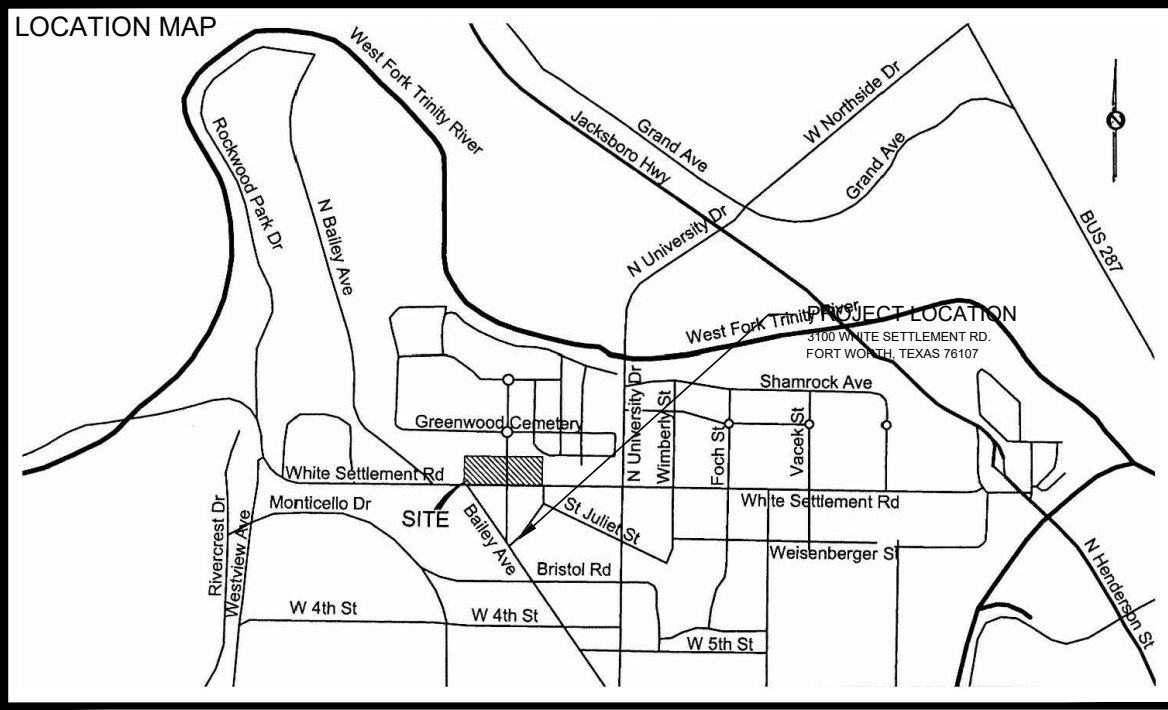 LOCATION MAP
West Fork Trinity River
Rockwood Park Dr
N Bailey Ave
Jacksboro Hwy
Grand Ave
W Northside Dr
Grand Ave
N University Dr
BUS 287
West Fork Trinity River
PROJECT LOCATION
3100 WHITE SETTLEMENT RD.
FORT WORTH, TEXAS 76107
Shamrock Ave
Greenwood Cemetery
N University Dr
Wimberly St
Foch St
Vacek St
White Settlement Rd
White Settlement Rd
Monticello Dr
SITE
Bailey Ave
St Juliet St
Weisenberger St
Rivercrest Dr
Westview Ave
Bristol Rd
N Henderson St
W 4th St
W 4th St
W 5th St